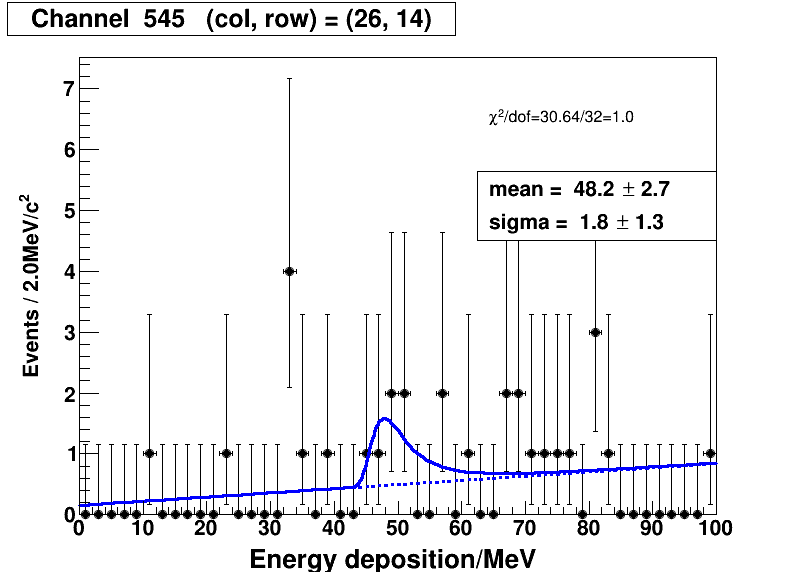 Channel 545 (col, row) = (26, 14)
χ²/dof=30.64/32=1.0
mean = 48.2 ± 2.7
sigma = 1.8 ± 1.3
Events / 2.0MeV/c²
7
6
5
4
3
2
1
0
0 10 20 30 40 50 60 70 80 90 100
Energy deposition/MeV